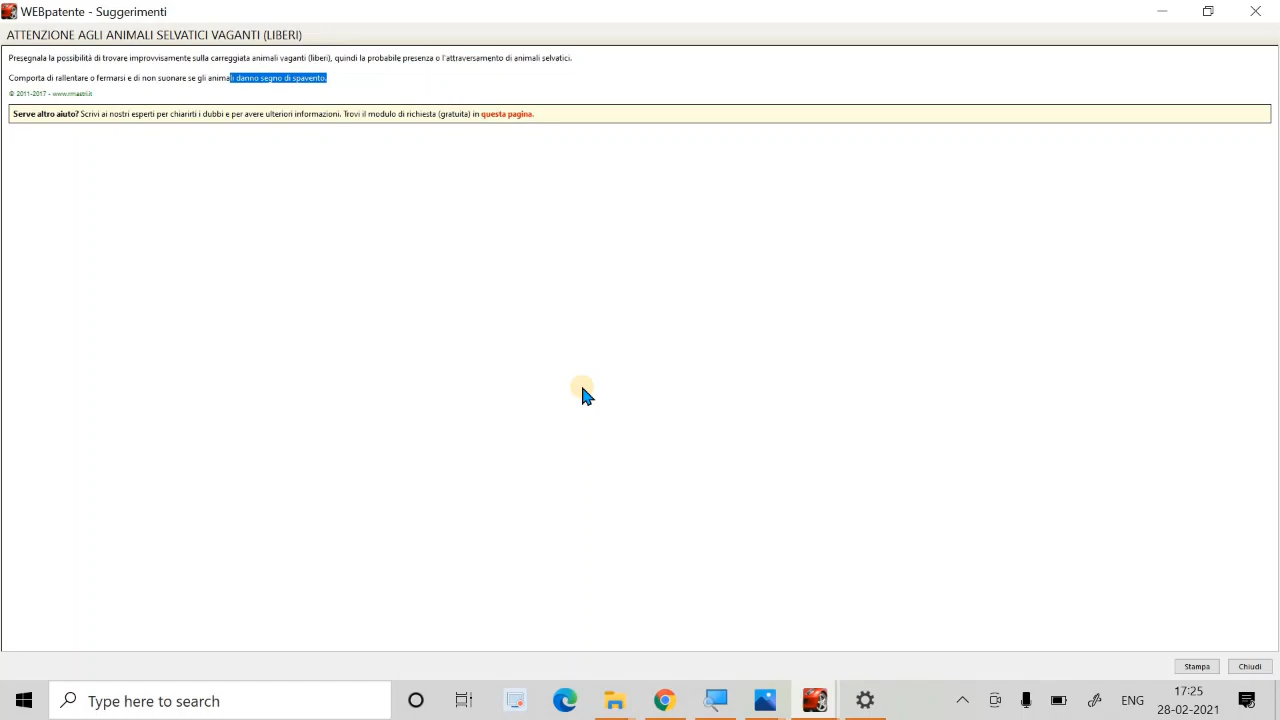 WEBpatente - Suggerimenti
ATTENZIONE AGLI ANIMALI SELVATICI VAGANTI (LIBERI)
Presegnala la possibilità di trovare improvvisamente sulla carreggiata animali vaganti (liberi), quindi la probabile presenza o l'attraversamento di animali selvatici.
Comporta di rallentare o fermarsi e di non suonare se gli animali danno segno di spavento.
© 2011-2017 - www.rmastri.it
Serve altro aiuto? Scrivi ai nostri esperti per chiarirti i dubbi e per avere ulteriori informazioni. Trovi il modulo di richiesta (gratuita) in questa pagina.
Stampa Chiudi
Type here to search
ENG
17:25
28-02-2021